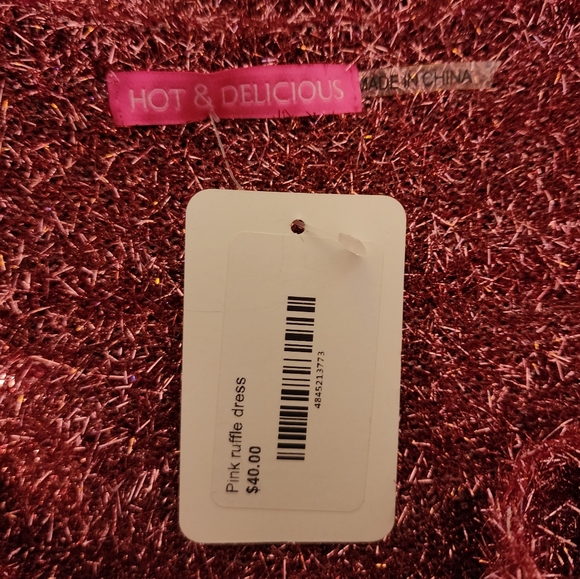 HOT & DELICIOUS
MADE IN CHINA
Pink ruffle dress
$40.00
4845213773